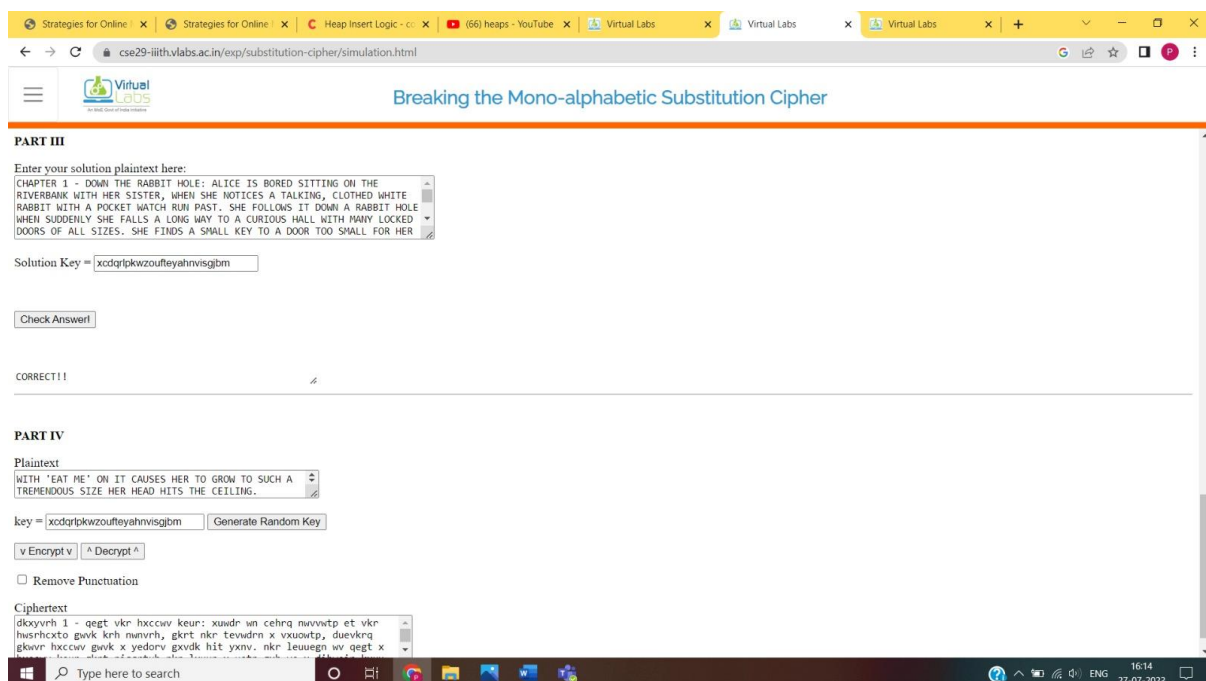 Strategies for Online Strategies for Online Heap Insert Logic - co (66) heaps - YouTube Virtual Labs Virtual Labs Virtual Labs
cse29-iiith.vlabs.ac.in/exp/substitution-cipher/simulation.html
Virtual
Labs
An MoE Govt of India Initiative
Breaking the Mono-alphabetic Substitution Cipher
PART III
Enter your solution plaintext here:
CHAPTER 1 - DOWN THE RABBIT HOLE: ALICE IS BORED SITTING ON THE
RIVERBANK WITH HER SISTER, WHEN SHE NOTICES A TALKING, CLOTHED WHITE
RABBIT WITH A POCKET WATCH RUN PAST. SHE FOLLOWS IT DOWN A RABBIT HOLE
WHEN SUDDENLY SHE FALLS A LONG WAY TO A CURIOUS HALL WITH MANY LOCKED
DOORS OF ALL SIZES. SHE FINDS A SMALL KEY TO A DOOR TOO SMALL FOR HER
Solution Key = xcdqrlpkwzoufteyahnvisgjbm
Check Answer!
CORRECT!!
PART IV
Plaintext
WITH 'EAT ME' ON IT CAUSES HER TO GROW TO SUCH A
TREMENDOUS SIZE HER HEAD HITS THE CEILING.
key = xcdqrlpkwzoufteyahnvisgjbm Generate Random Key
v Encrypt v ^ Decrypt ^
Remove Punctuation
Ciphertext
dkxyvrh 1 - qegt vkr hxccwv keur: xuwdr wn cehrq nwvvwtp et vkr
hwsrhcxto gwvk krh nwnvrh, gkrt nkr tevwdrn x vxuowtp, duevkrq
gkwvr hxccwv gwvk x yedorv gxvdk hit yxnv. nkr leuuegn wv qegt x
Type here to search
ENG
16:14
27-07-2023